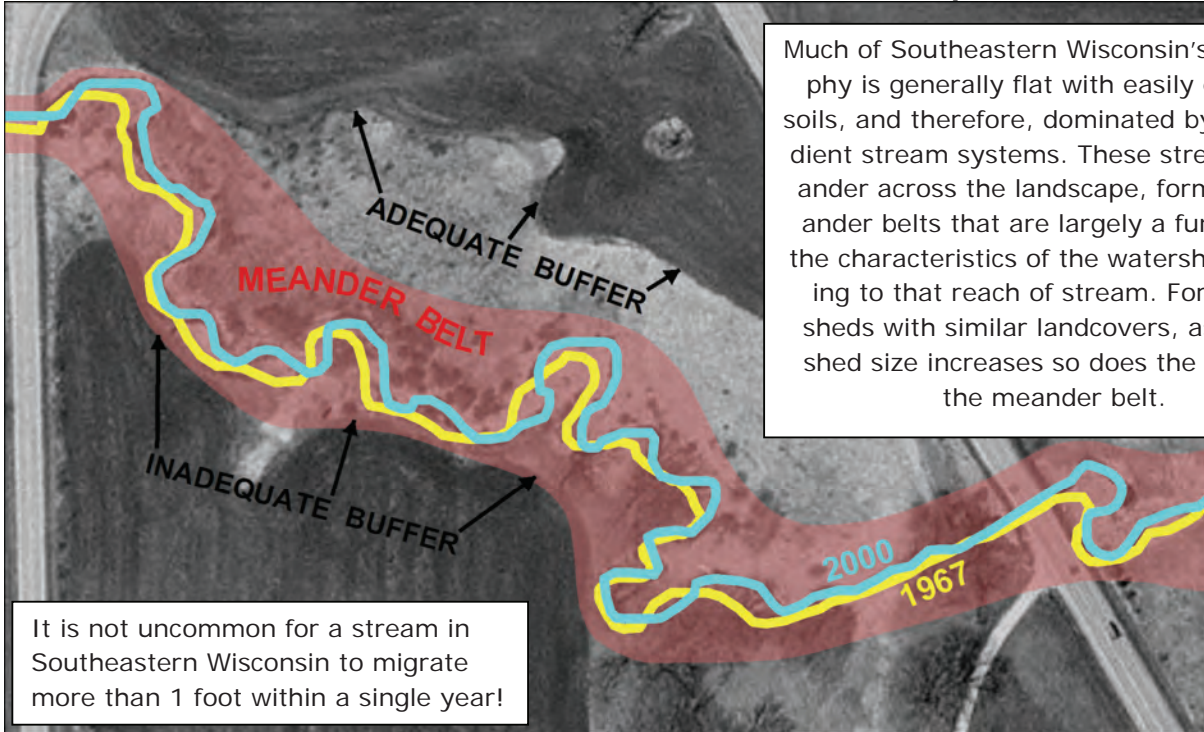 Much of Southeastern Wisconsin's
phy is generally flat with easily
soils, and therefore, dominated by
dient stream systems. These stre
ander across the landscape, for
ander belts that are largely a fu
the characteristics of the watersh
ing to that reach of stream. For
sheds with similar landcovers, a
shed size increases so does the
the meander belt.
ADEQUATE BUFFER
MEANDER BELT
INADEQUATE BUFFER
2000
1967
It is not uncommon for a stream in
Southeastern Wisconsin to migrate
more than 1 foot within a single year!